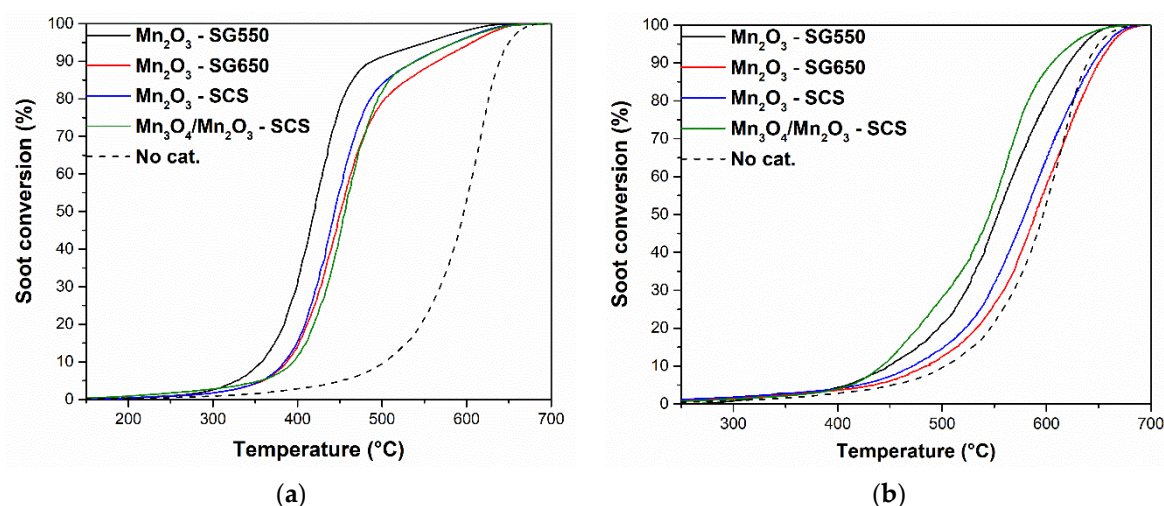 Soot conversion (%)
100
90
80
70
60
50
40
30
20
10
0
Mn₂O₃ - SG550
Mn₂O₃ - SG650
Mn₂O₃ - SCS
Mn₃O₄/Mn₂O₃ - SCS
No cat.
200 300 400 500 600 700
Temperature (°C)
(a)
Soot conversion (%)
100
90
80
70
60
50
40
30
20
10
0
Mn₂O₃ - SG550
Mn₂O₃ - SG650
Mn₂O₃ - SCS
Mn₃O₄/Mn₂O₃ - SCS
No cat.
300 400 500 600 700
Temperature (°C)
(b)